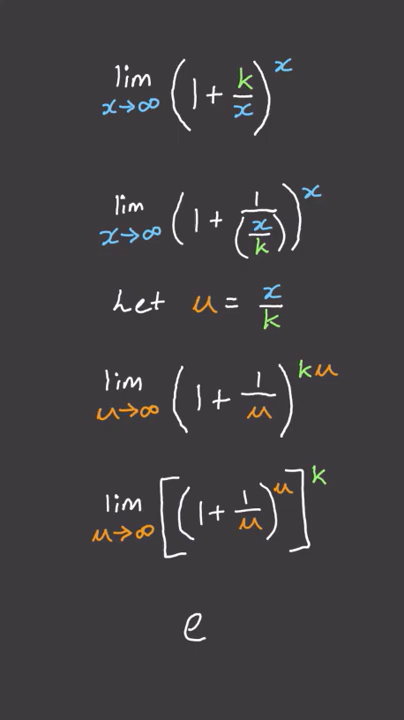 lim x→∞ (1 + k/x)^x
lim x→∞ (1 + 1/(x/k))^x
Let u = x/k
lim u→∞ (1 + 1/u)^ku
lim u→∞ [(1 + 1/u)^u]^k
e